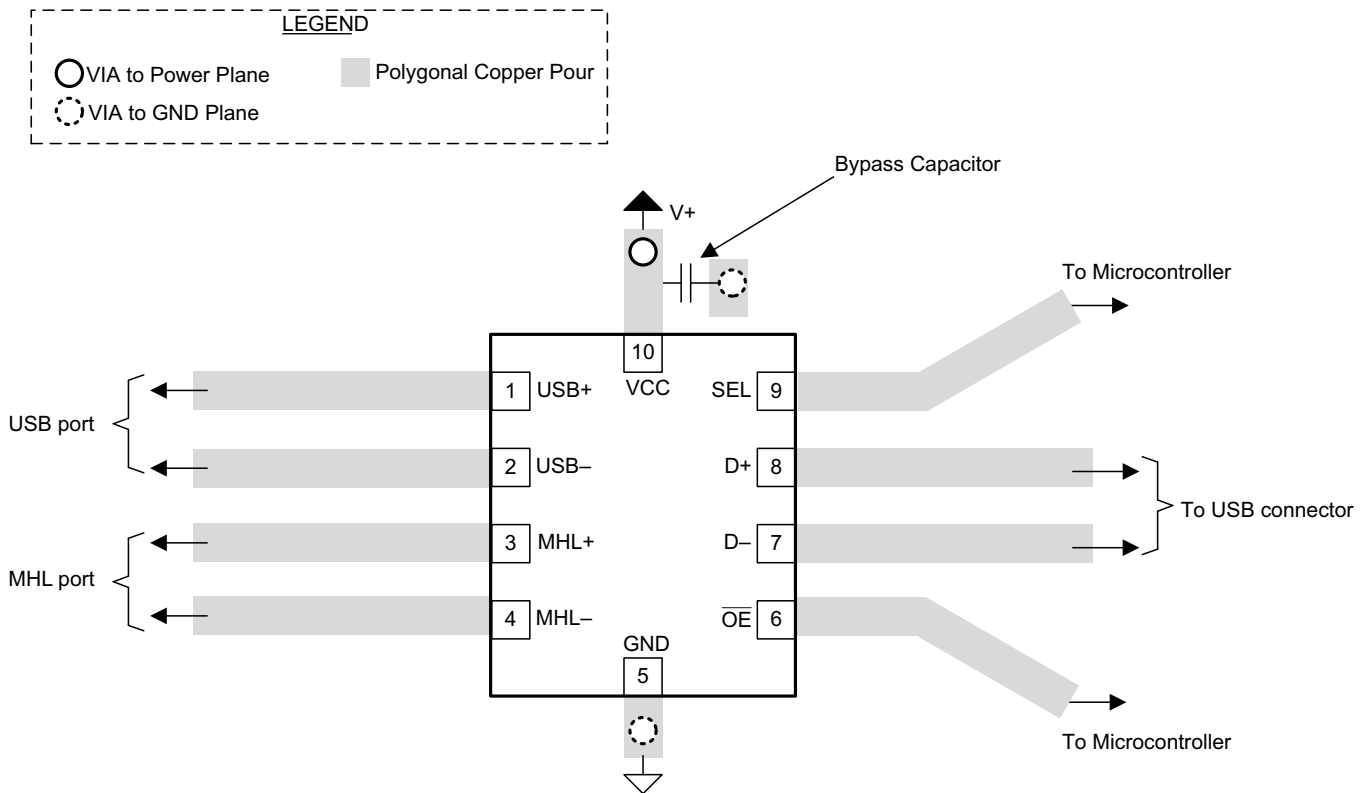 LEGEND
VIA to Power Plane
Polygonal Copper Pour
VIA to GND Plane
Bypass Capacitor
V+
To Microcontroller
10
VCC
1 USB+
SEL 9
USB port
2 USB–
D+ 8
To USB connector
3 MHL+
D– 7
MHL port
4 MHL–
OE 6
GND
5
To Microcontroller